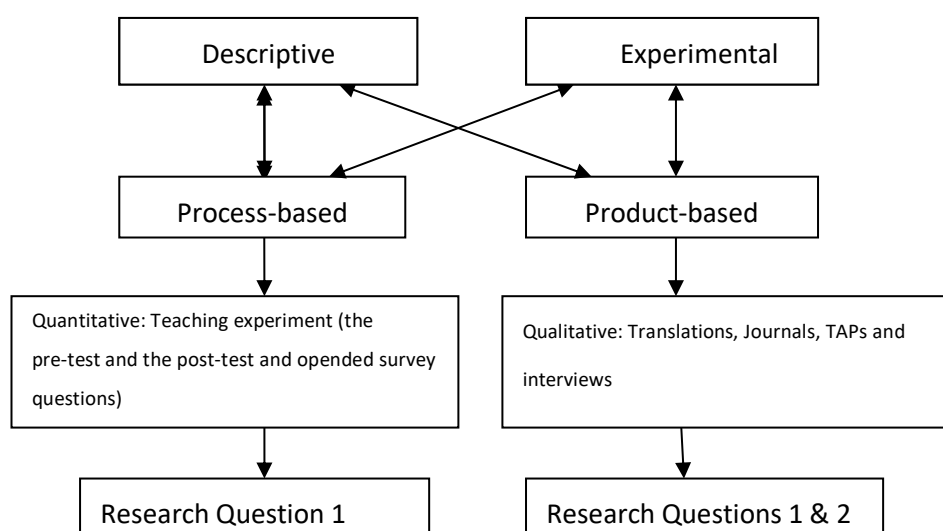 Descriptive
Experimental
Process-based
Product-based
Quantitative: Teaching experiment (the
pre-test and the post-test and opended survey
questions)
Qualitative: Translations, Journals, TAPs and
interviews
Research Question 1
Research Questions 1 & 2